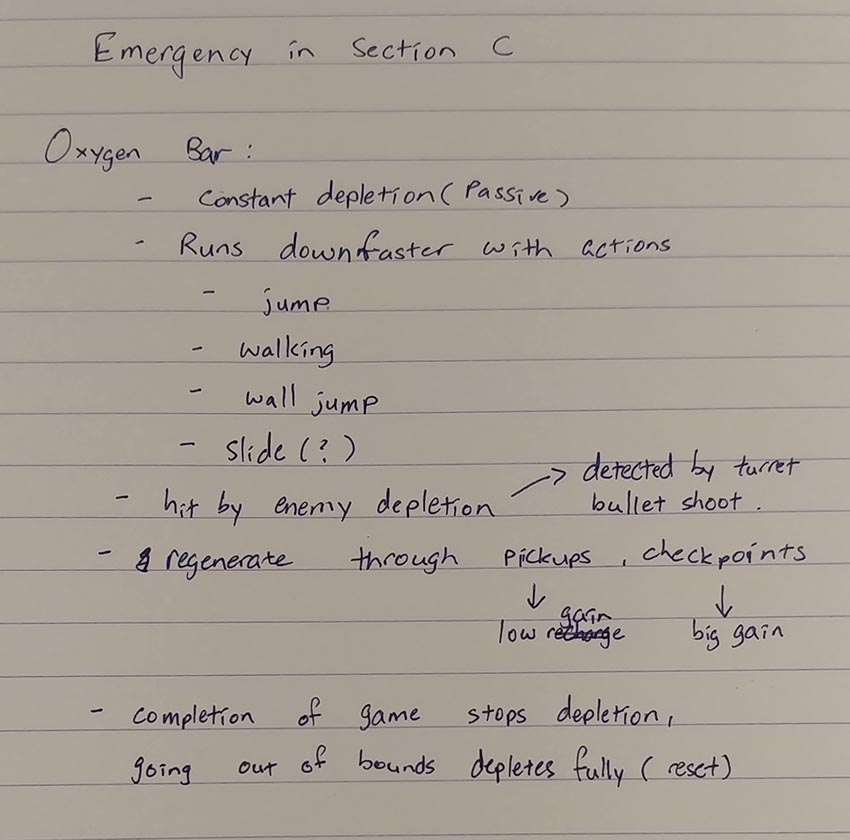 Emergency in Section C
Oxygen Bar :
- Constant depletion (Passive)
- Runs down faster with actions
- jump
- walking
- wall jump
- slide (?)
- hit by enemy depletion → detected by turret
bullet shoot.
- regenerate through pickups, checkpoints
↓ ↓
gain
low recharge big gain
- completion of game stops depletion,
going out of bounds depletes fully (reset)